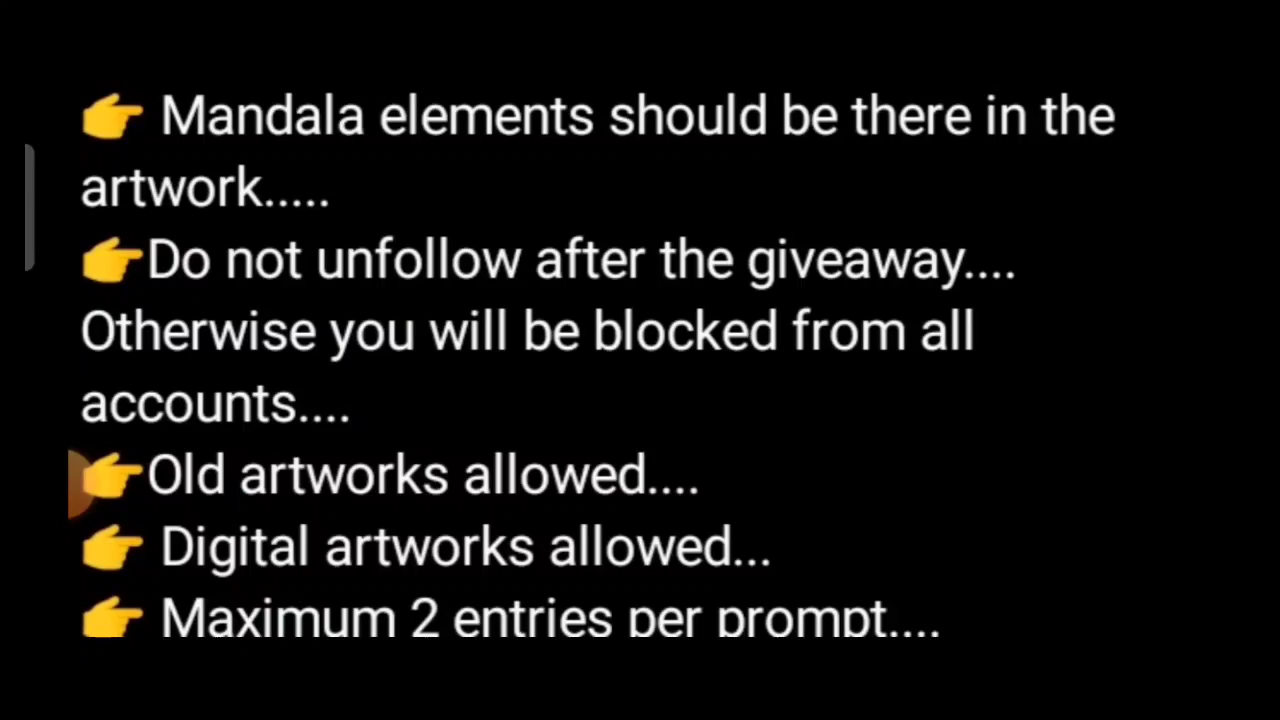 👉 Mandala elements should be there in the
artwork.....
👉Do not unfollow after the giveaway....
Otherwise you will be blocked from all
accounts....
👉Old artworks allowed....
👉 Digital artworks allowed...
👉 Maximum 2 entries per prompt....